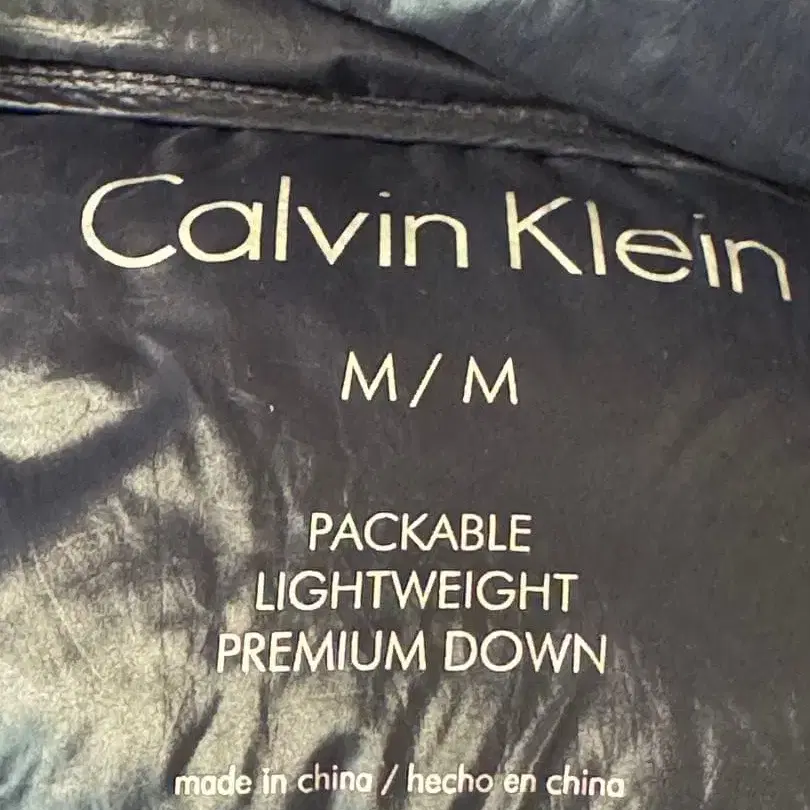 Calvin Klein
M / M
PACKABLE
LIGHTWEIGHT
PREMIUM DOWN
made in china / hecho en china